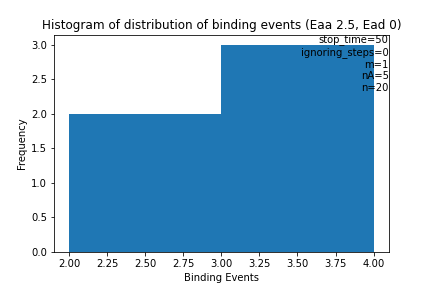 Histogram of distribution of binding events (Eaa 2.5, Ead 0)
stop_time=50
ignoring_steps=0
m=1
nA=5
n=20
3.0
2.5
2.0
1.5
1.0
0.5
0.0
Frequency
2.00 2.25 2.50 2.75 3.00 3.25 3.50 3.75 4.00
Binding Events